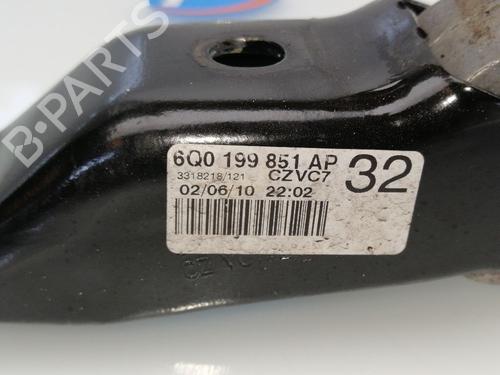 B-PARTS
6Q0 199 851 AP
3318218/121 CZVC7
32
02/06/10 22:02